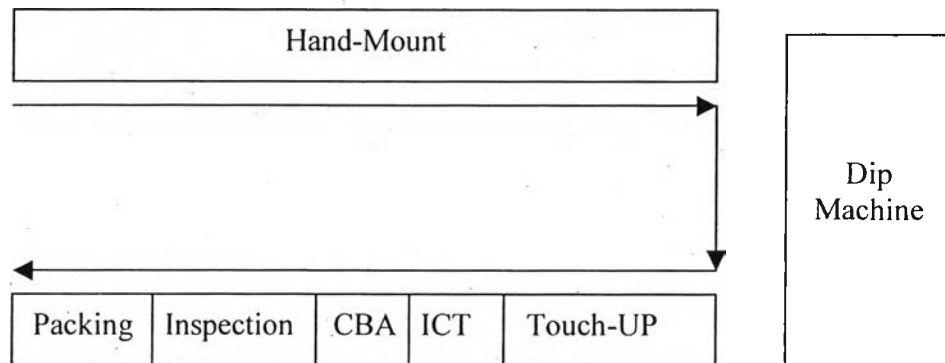 Hand-Mount
Dip
Machine
Packing
Inspection
CBA
ICT
Touch-UP